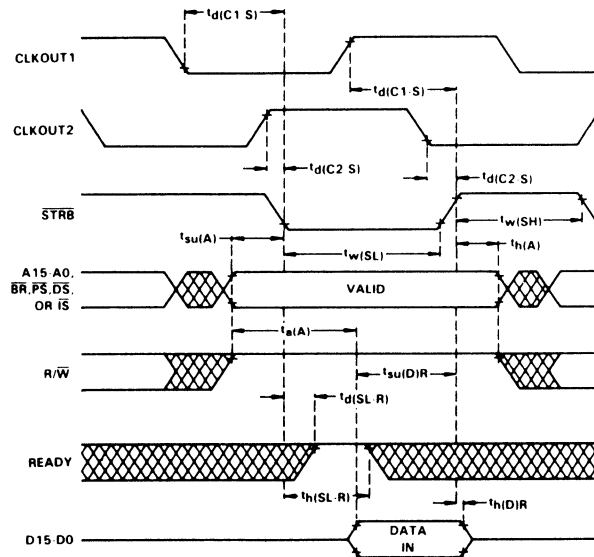 td(C1·S)
CLKOUT1
td(C1·S)
CLKOUT2
td(C2·S)
td(C2·S)
STRB
tsu(A)
tw(SL)
tw(SH)
th(A)
A15-A0,
BR,PS,DS,
OR IS
VALID
ta(A)
R/W
tsu(D)R
td(SL·R)
READY
th(SL·R)
th(D)R
D15-D0
DATA
IN